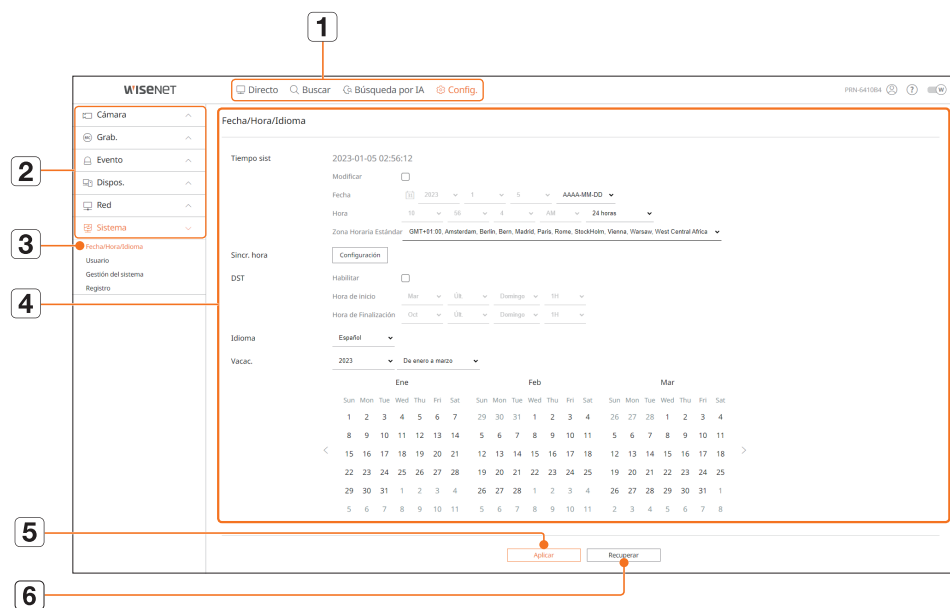 1
WISENET
Directo Buscar Búsqueda por IA Config.
PRN-6410B4 ? W
2
Cámara
REC Grab.
Evento
Dispos.
Red
Sistema
3
Fecha/Hora/Idioma
Usuario
Gestión del sistema
Registro
4
Fecha/Hora/Idioma
Tiempo sist 2023-01-05 02:56:12
Modificar
Fecha 31 2023 1 5 AAAA-MM-DD
Hora 10 56 4 AM 24 horas
Zona Horaria Estándar GMT+01:00, Amsterdam, Berlin, Bern, Madrid, Paris, Rome, StockHolm, Vienna, Warsaw, West Central Africa
Sincr. hora Configuración
DST Habilitar
Hora de inicio Mar Últ. Domingo 1H
Hora de Finalización Oct Últ. Domingo 1H
Idioma Español
Vacac. 2023 De enero a marzo
Ene Feb Mar
Sun Mon Tue Wed Thu Fri Sat Sun Mon Tue Wed Thu Fri Sat Sun Mon Tue Wed Thu Fri Sat
1 2 3 4 5 6 7 29 30 31 1 2 3 4 26 27 28 1 2 3 4
8 9 10 11 12 13 14 5 6 7 8 9 10 11 5 6 7 8 9 10 11
< 15 16 17 18 19 20 21 12 13 14 15 16 17 18 12 13 14 15 16 17 18 >
22 23 24 25 26 27 28 19 20 21 22 23 24 25 19 20 21 22 23 24 25
29 30 31 1 2 3 4 26 27 28 1 2 3 4 26 27 28 29 30 31 1
5 6 7 8 9 10 11 5 6 7 8 9 10 11 2 3 4 5 6 7 8
5
Aplicar Recuperar
6